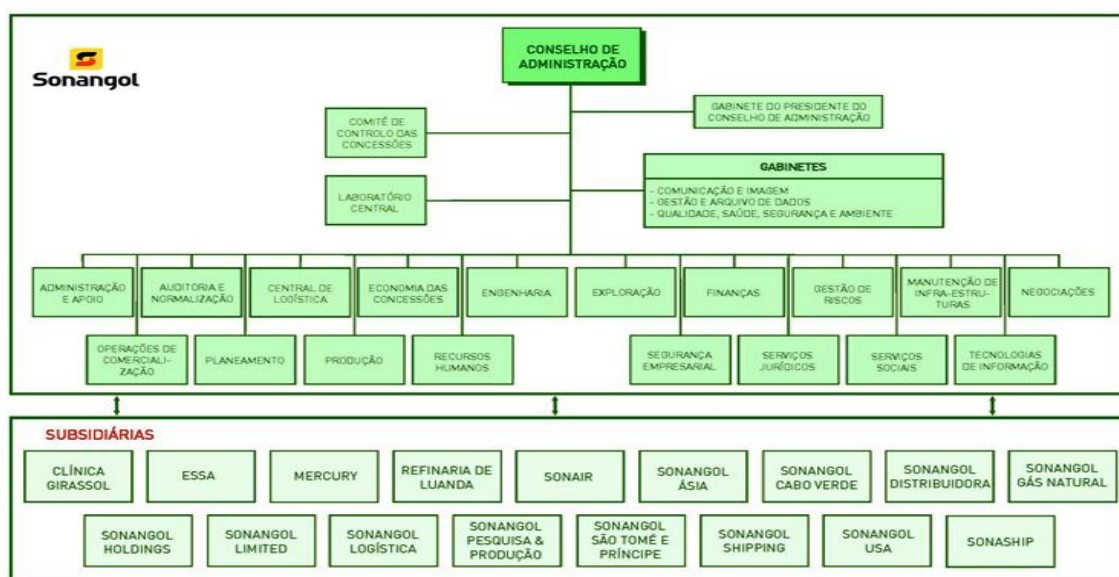 Sonangol
CONSELHO DE
ADMINISTRAÇÃO
GABINETE DO PRESIDENTE DO
CONSELHO DE ADMINISTRAÇÃO
COMITÉ DE
CONTROLO DAS
CONCESSÕES
GABINETES
- COMUNICAÇÃO E IMAGEM
- GESTÃO E ARQUIVO DE DADOS
- QUALIDADE, SAÚDE, SEGURANÇA E AMBIENTE
LABORATÓRIO
CENTRAL
ADMINISTRAÇÃO
E APOIO
AUDITORIA E
NORMALIZAÇÃO
CENTRAL DE
LOGÍSTICA
ECONOMIA DAS
CONCESSÕES
ENGENHARIA
EXPLORAÇÃO
FINANÇAS
GESTÃO DE
RISCOS
MANUTENÇÃO DE
INFRA-ESTRU-
TURAS
NEGOCIAÇÕES
OPERAÇÕES DE
COMERCIALI-
ZAÇÃO
PLANEAMENTO
PRODUÇÃO
RECURSOS
HUMANOS
SEGURANÇA
EMPRESARIAL
SERVIÇOS
JURÍDICOS
SERVIÇOS
SOCIAIS
TECNOLOGIAS
DE INFORMAÇÃO
SUBSIDIÁRIAS
CLÍNICA
GIRASSOL
ESSA
MERCURY
REFINARIA DE
LUANDA
SONAIR
SONANGOL
ÁSIA
SONANGOL
CABO VERDE
SONANGOL
DISTRIBUIDORA
SONANGOL
GÁS NATURAL
SONANGOL
HOLDINGS
SONANGOL
LIMITED
SONANGOL
LOGÍSTICA
SONANGOL
PESQUISA &
PRODUÇÃO
SONANGOL
SÃO TOMÉ E
PRÍNCIPE
SONANGOL
SHIPPING
SONANGOL
USA
SONASHIP